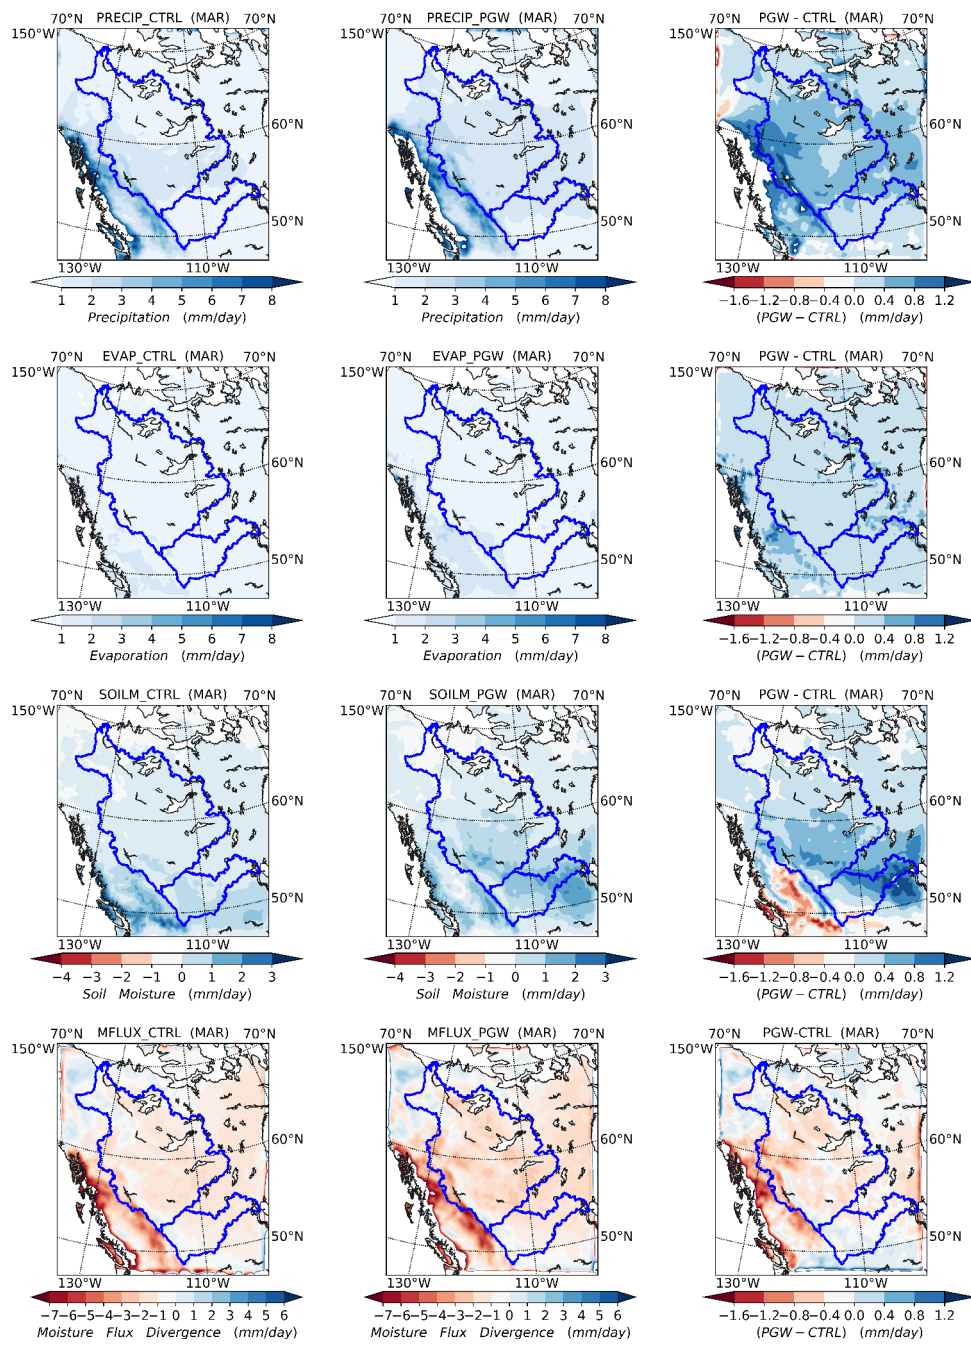 PRECIP_CTRL (MAR) PRECIP_PGW (MAR) PGW - CTRL (MAR)
70°N 70°N 70°N 70°N 70°N 70°N
150°W 150°W 150°W
60°N 60°N 60°N
50°N 50°N 50°N
130°W 110°W 130°W 110°W 130°W 110°W
1 2 3 4 5 6 7 8 1 2 3 4 5 6 7 8 −1.6−1.2−0.8−0.4 0.0 0.4 0.8 1.2
Precipitation (mm/day) Precipitation (mm/day) (PGW − CTRL) (mm/day)
EVAP_CTRL (MAR) EVAP_PGW (MAR) PGW - CTRL (MAR)
70°N 70°N 70°N 70°N 70°N 70°N
150°W 150°W 150°W
60°N 60°N 60°N
50°N 50°N 50°N
130°W 110°W 130°W 110°W 130°W 110°W
1 2 3 4 5 6 7 8 1 2 3 4 5 6 7 8 −1.6−1.2−0.8−0.4 0.0 0.4 0.8 1.2
Evaporation (mm/day) Evaporation (mm/day) (PGW − CTRL) (mm/day)
SOILM_CTRL (MAR) SOILM_PGW (MAR) PGW - CTRL (MAR)
70°N 70°N 70°N 70°N 70°N 70°N
150°W 150°W 150°W
60°N 60°N 60°N
50°N 50°N 50°N
130°W 110°W 130°W 110°W 130°W 110°W
−4 −3 −2 −1 0 1 2 3 −4 −3 −2 −1 0 1 2 3 −1.6−1.2−0.8−0.4 0.0 0.4 0.8 1.2
Soil Moisture (mm/day) Soil Moisture (mm/day) (PGW − CTRL) (mm/day)
MFLUX_CTRL (MAR) MFLUX_PGW (MAR) PGW-CTRL (MAR)
70°N 70°N 70°N 70°N 70°N 70°N
150°W 150°W 150°W
60°N 60°N 60°N
50°N 50°N 50°N
130°W 110°W 130°W 110°W 130°W 110°W
−7−6−5−4−3−2−1 0 1 2 3 4 5 6 −7−6−5−4−3−2−1 0 1 2 3 4 5 6 −1.6−1.2−0.8−0.4 0.0 0.4 0.8 1.2
Moisture Flux Divergence (mm/day) Moisture Flux Divergence (mm/day) (PGW − CTRL) (mm/day)